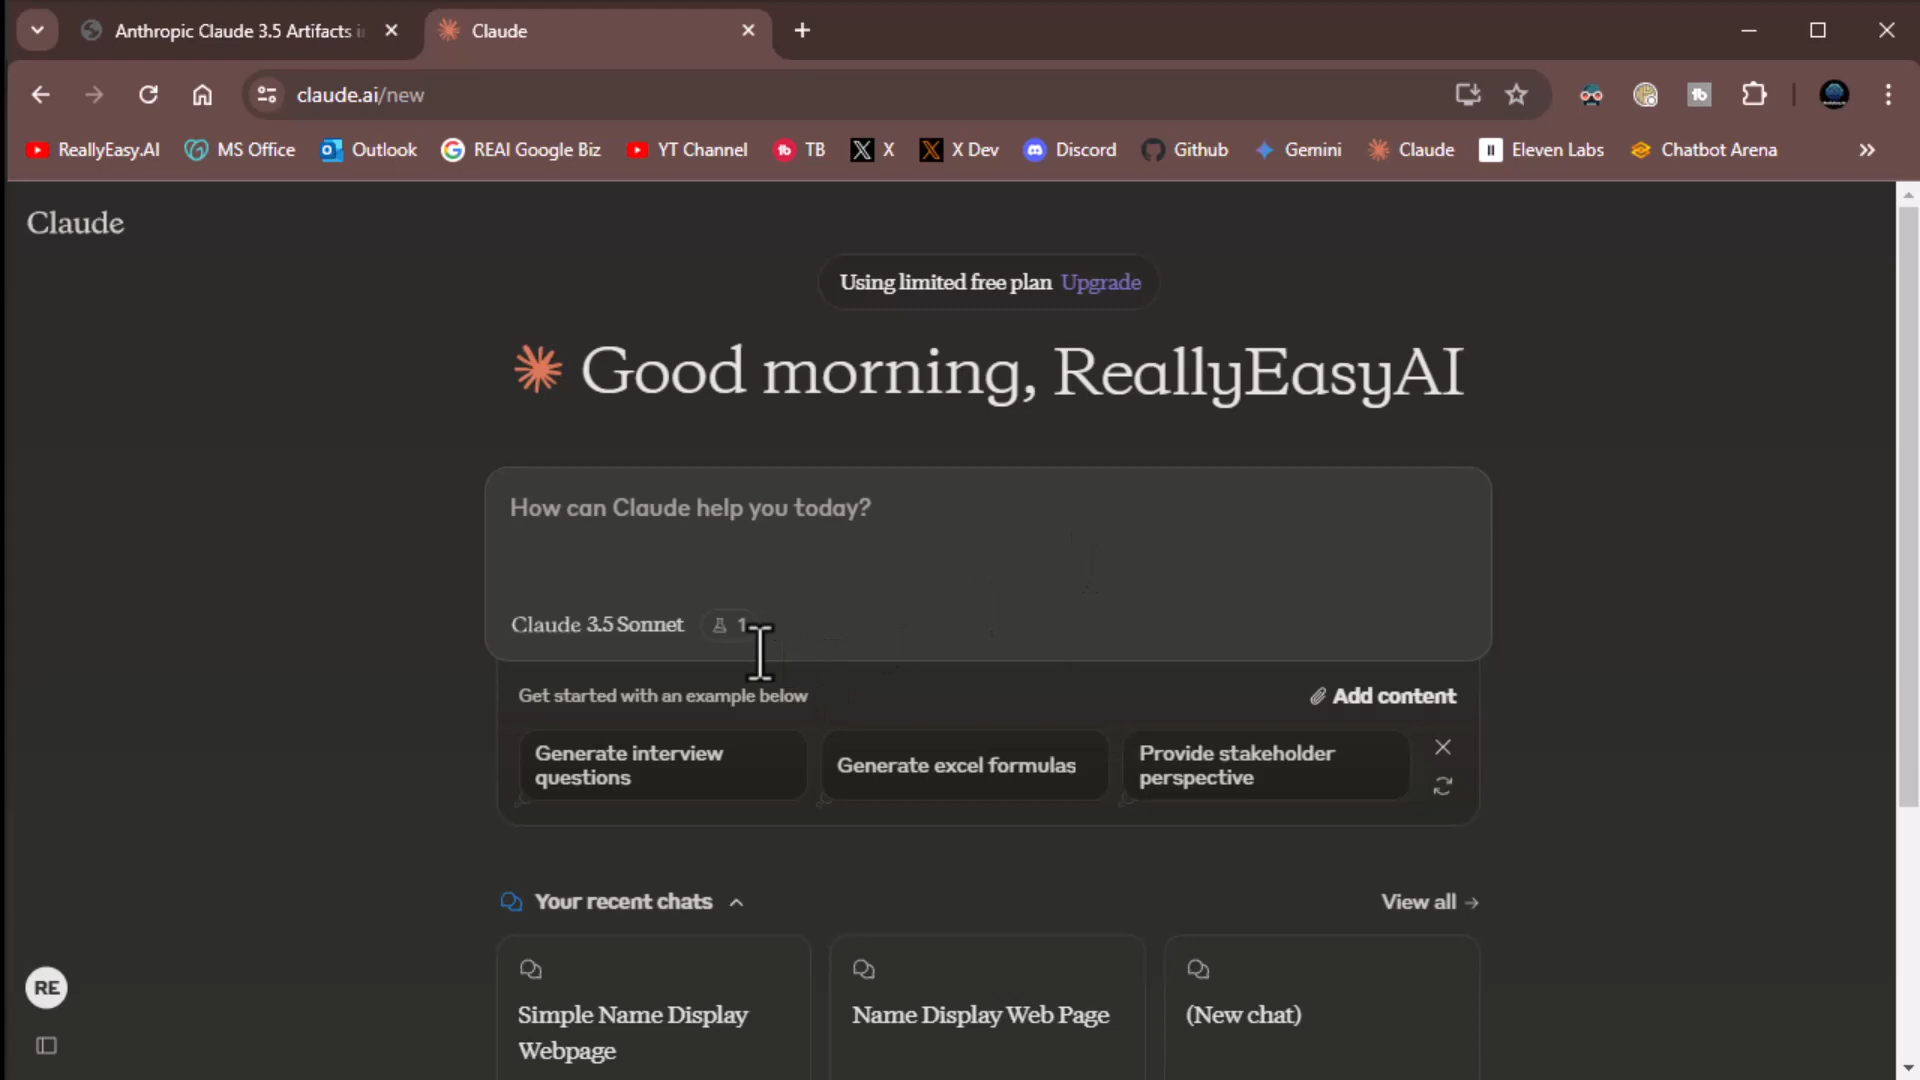 Anthropic Claude 3.5 Artifacts i
Claude
claude.ai/new
ReallyEasy.AI
MS Office
Outlook
REAI Google Biz
YT Channel
tb
TB
X
X Dev
Discord
Github
Gemini
Claude
Eleven Labs
Chatbot Arena
Claude
Using limited free plan Upgrade
Good morning, ReallyEasyAI
How can Claude help you today?
Claude 3.5 Sonnet 1
Get started with an example below
Add content
Generate interview
questions
Generate excel formulas
Provide stakeholder
perspective
Your recent chats
View all →
Simple Name Display
Webpage
Name Display Web Page
(New chat)
RE